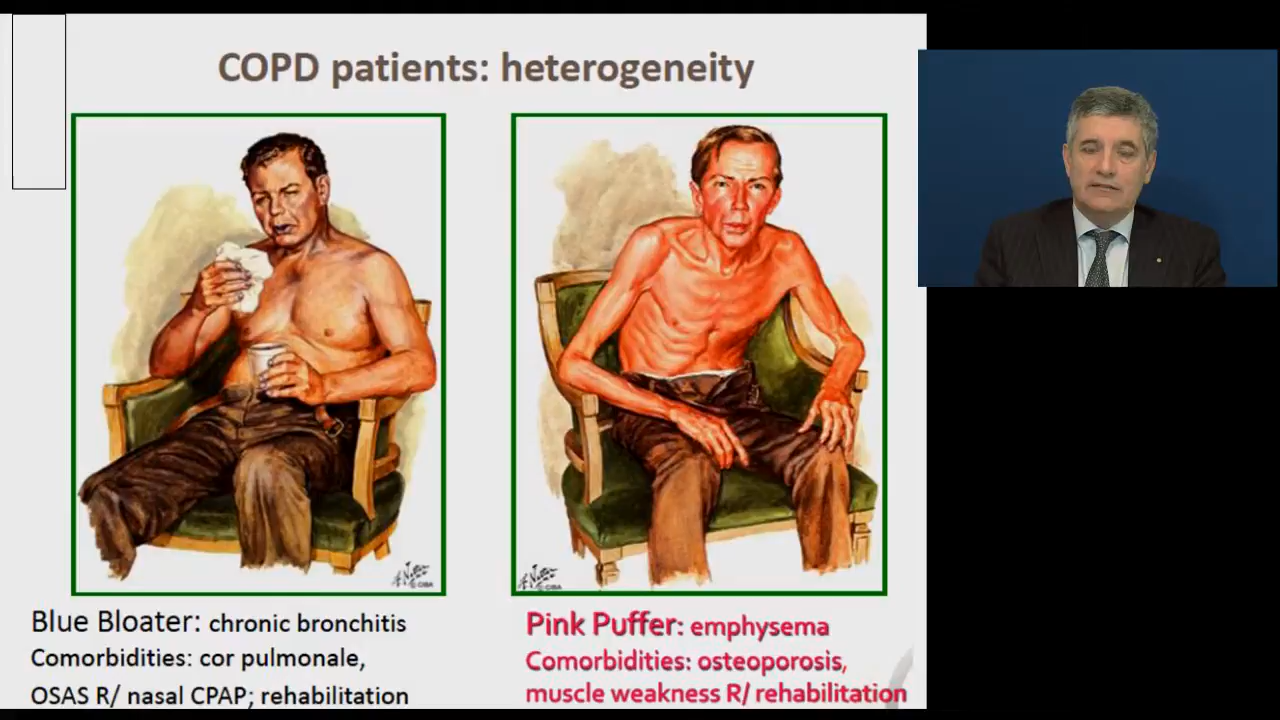 COPD patients: heterogeneity
Blue Bloater: chronic bronchitis
Comorbidities: cor pulmonale,
OSAS R/ nasal CPAP; rehabilitation
Pink Puffer: emphysema
Comorbidities: osteoporosis,
muscle weakness R/ rehabilitation